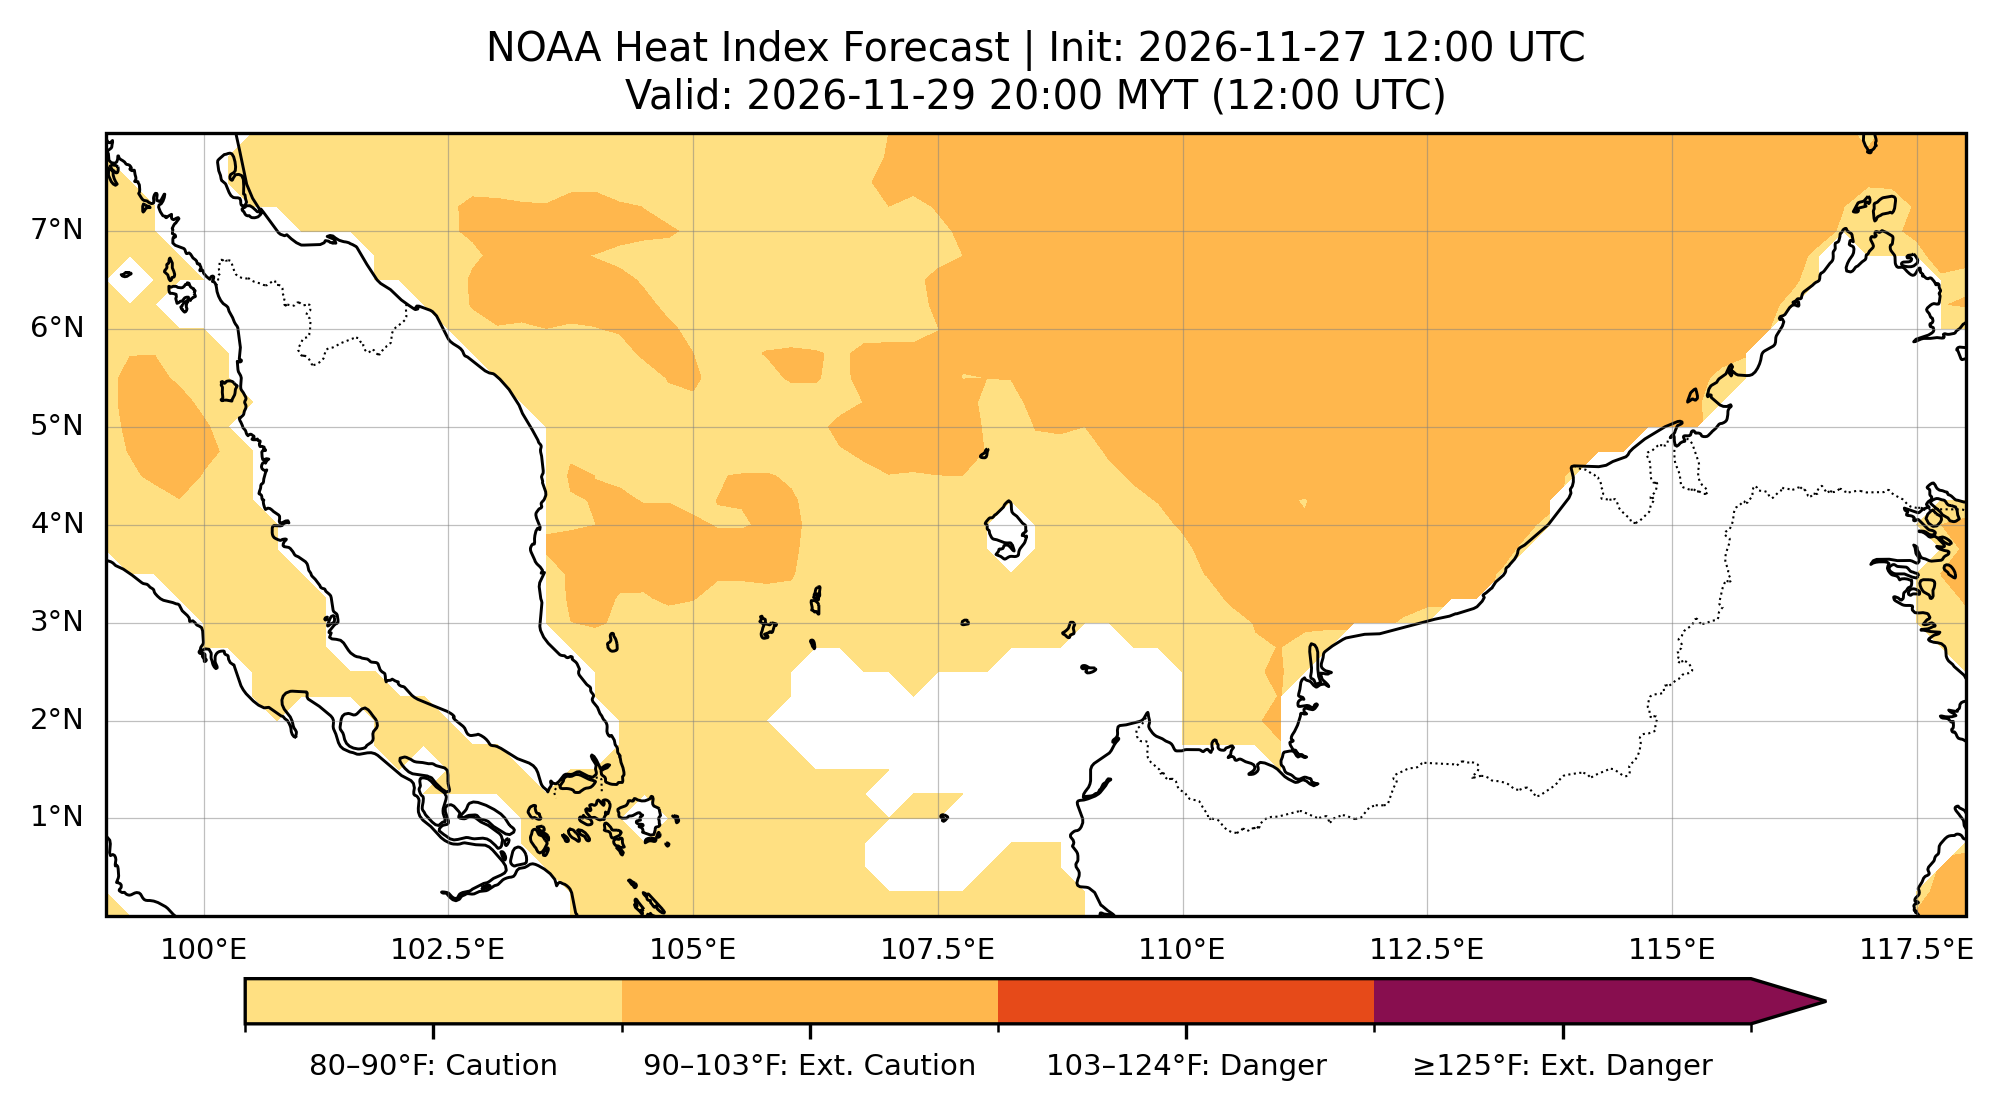 NOAA Heat Index Forecast | Init: 2026-11-27 12:00 UTC
Valid: 2026-11-29 20:00 MYT (12:00 UTC)
7°N
6°N
5°N
4°N
3°N
2°N
1°N
100°E 102.5°E 105°E 107.5°E 110°E 112.5°E 115°E 117.5°E
80–90°F: Caution 90–103°F: Ext. Caution 103–124°F: Danger ≥125°F: Ext. Danger